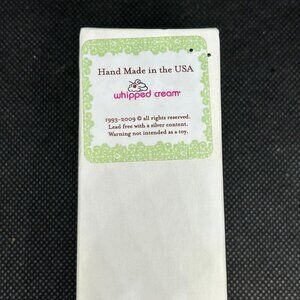 Hand Made in the USA
whipped cream
1993-2009 © all rights reserved.
Lead free with a silver content.
Warning not intended as a toy.